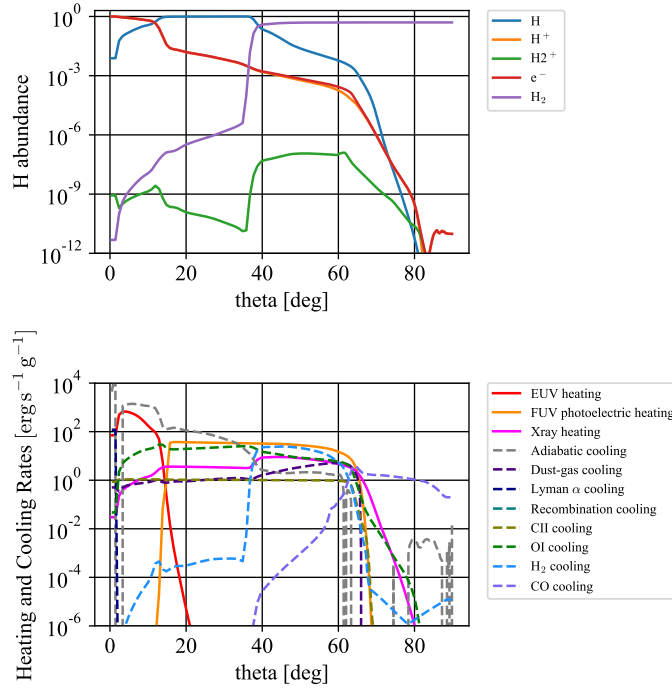 10^0
10^-3
10^-6
10^-9
10^-12
H abundance
0 20 40 60 80
theta [deg]
H
H^+
H2^+
e^-
H_2
10^4
10^2
10^0
10^-2
10^-4
10^-6
Heating and Cooling Rates [erg s^-1 g^-1]
0 20 40 60 80
theta [deg]
EUV heating
FUV photoelectric heating
Xray heating
Adiabatic cooling
Dust-gas cooling
Lyman α cooling
Recombination cooling
CII cooling
OI cooling
H_2 cooling
CO cooling